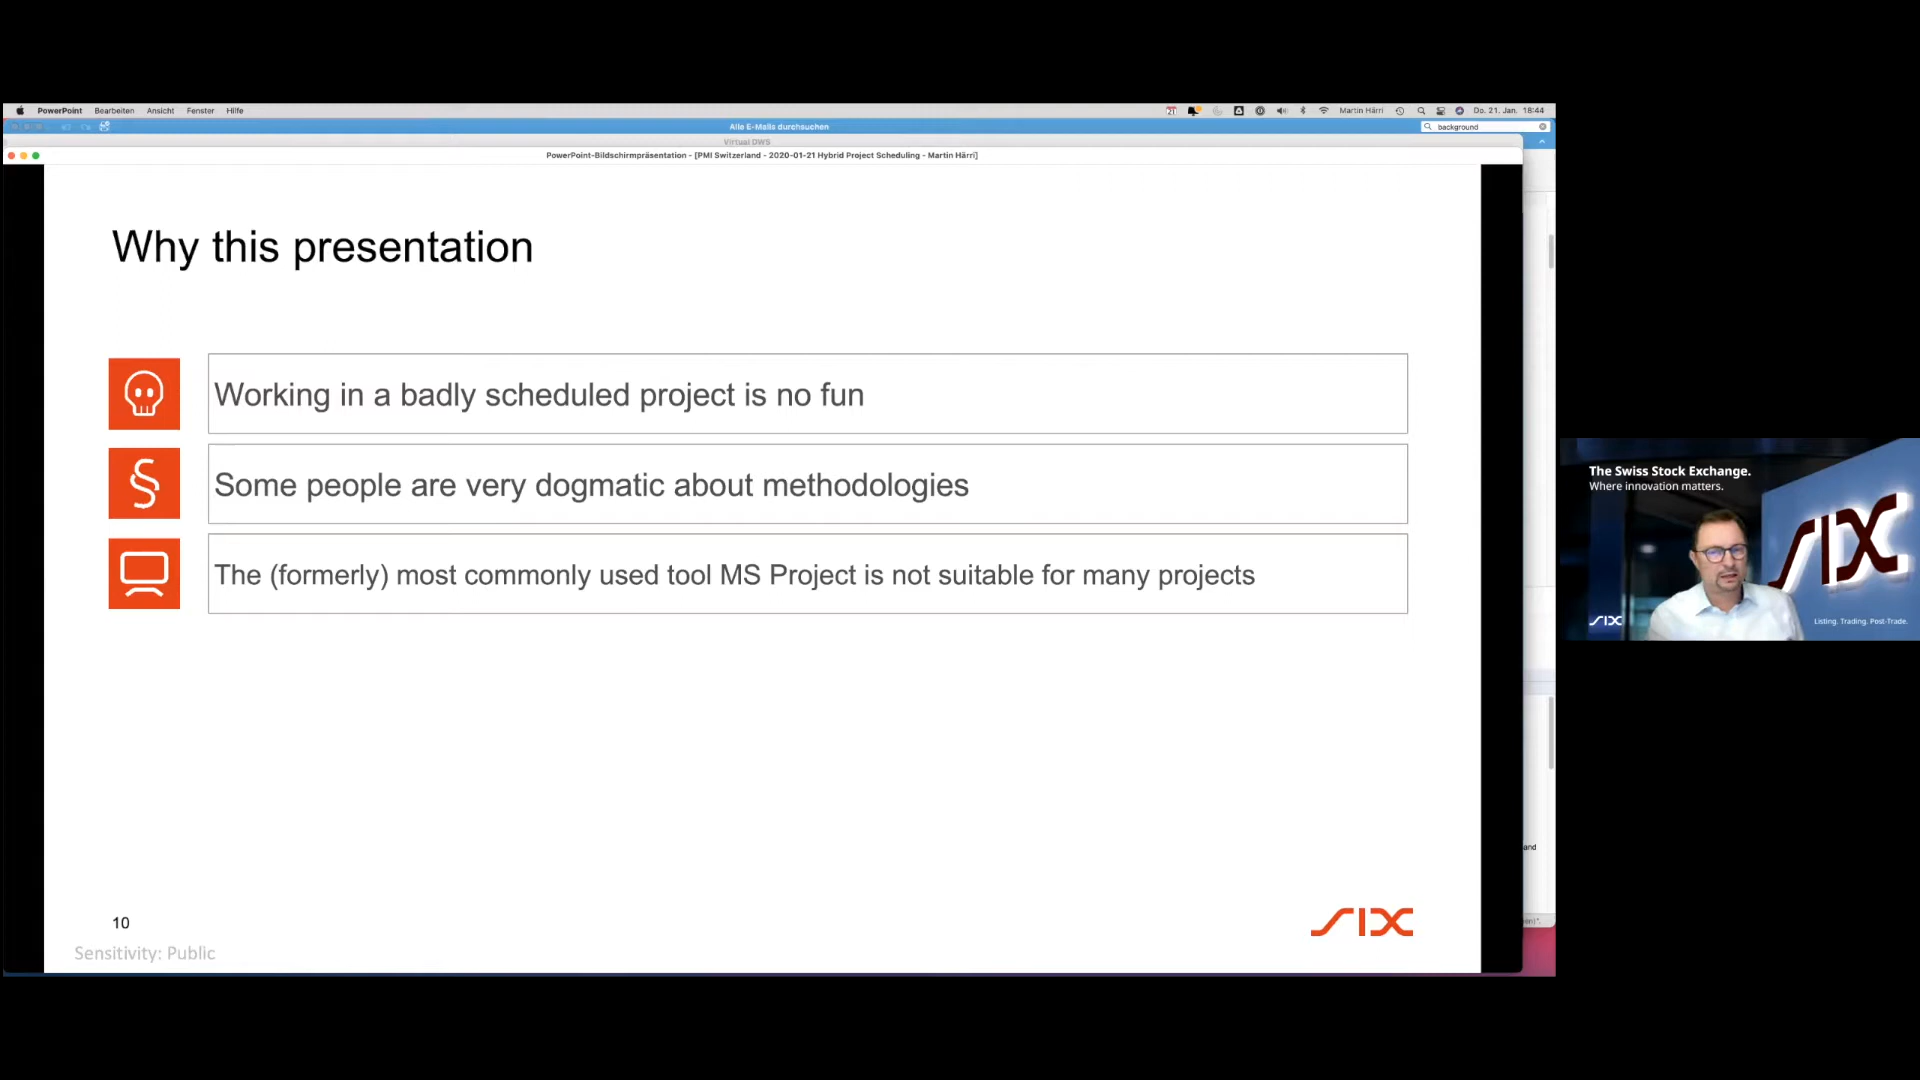 PowerPoint Bearbeiten Ansicht Fenster Hilfe
21 Martin Härri Do. 21. Jan. 18:44
Alle E-Mails durchsuchen
background
Virtual DWS
PowerPoint-Bildschirmpräsentation - [PMI Switzerland - 2020-01-21 Hybrid Project Scheduling - Martin Härri]
Why this presentation
Working in a badly scheduled project is no fun
§
Some people are very dogmatic about methodologies
The (formerly) most commonly used tool MS Project is not suitable for many projects
and
10
SIX
Sensitivity: Public
The Swiss Stock Exchange.
Where innovation matters.
SIX
SIX
Listing. Trading. Post-Trade.